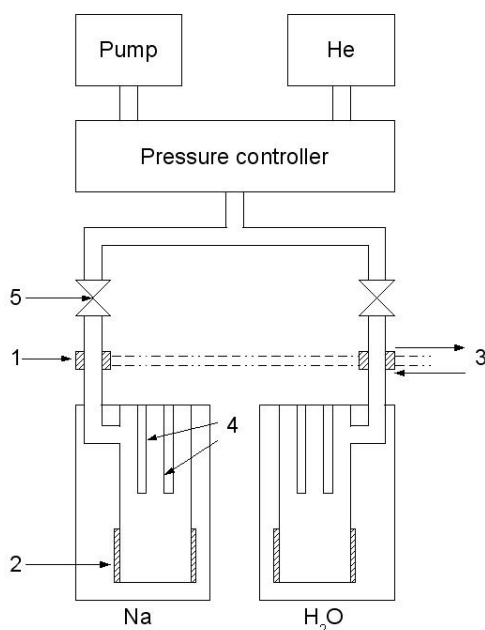 Pump
He
Pressure controller
5
1
3
4
2
Na
H₂O